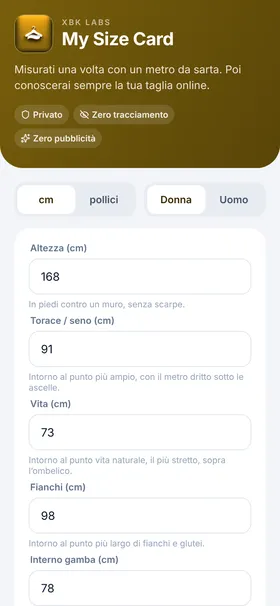 XBK LABS
My Size Card
Misurati una volta con un metro da sarta. Poi
conoscerai sempre la tua taglia online.
Privato
Zero tracciamento
Zero pubblicità
cm
pollici
Donna
Uomo
Altezza (cm)
168
In piedi contro un muro, senza scarpe.
Torace / seno (cm)
91
Intorno al punto più ampio, con il metro dritto sotto le
ascelle.
Vita (cm)
73
Intorno al punto vita naturale, il più stretto, sopra
l'ombelico.
Fianchi (cm)
98
Intorno al punto più largo di fianchi e glutei.
Interno gamba (cm)
78